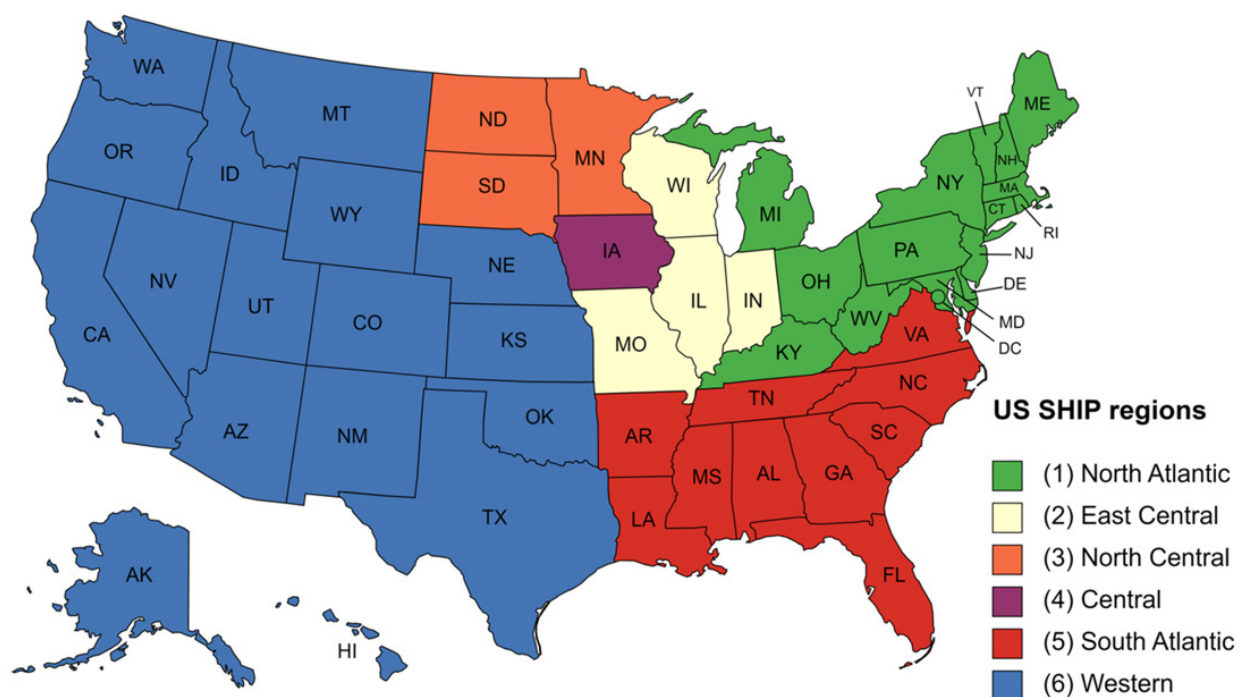 WA
MT
ND
MN
VT
ME
OR
ID
SD
WI
NH
NY
MA
WY
MI
CT
RI
NE
IA
PA
NJ
NV
UT
CO
IL
IN
OH
DE
CA
KS
MO
WV
MD
KY
VA
DC
AZ
NM
OK
TN
NC
AR
SC
MS
AL
GA
TX
LA
FL
AK
HI
US SHIP regions
(1) North Atlantic
(2) East Central
(3) North Central
(4) Central
(5) South Atlantic
(6) Western